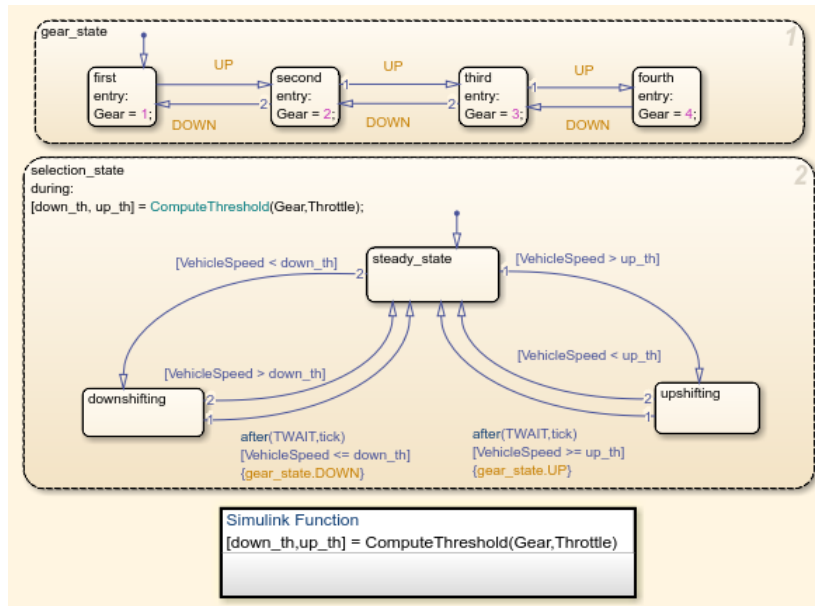 gear_state
1
UP
UP
UP
first
entry:
Gear = 1;
second
entry:
Gear = 2;
third
entry:
Gear = 3;
fourth
entry:
Gear = 4;
1
1
2
2
DOWN
DOWN
DOWN
selection_state
2
during:
[down_th, up_th] = ComputeThreshold(Gear,Throttle);
steady_state
[VehicleSpeed < down_th]
2
1
[VehicleSpeed > up_th]
[VehicleSpeed > down_th]
[VehicleSpeed < up_th]
downshifting
2
1
upshifting
2
1
after(TWAIT,tick)
[VehicleSpeed <= down_th]
{gear_state.DOWN}
after(TWAIT,tick)
[VehicleSpeed >= up_th]
{gear_state.UP}
Simulink Function
[down_th,up_th] = ComputeThreshold(Gear,Throttle)